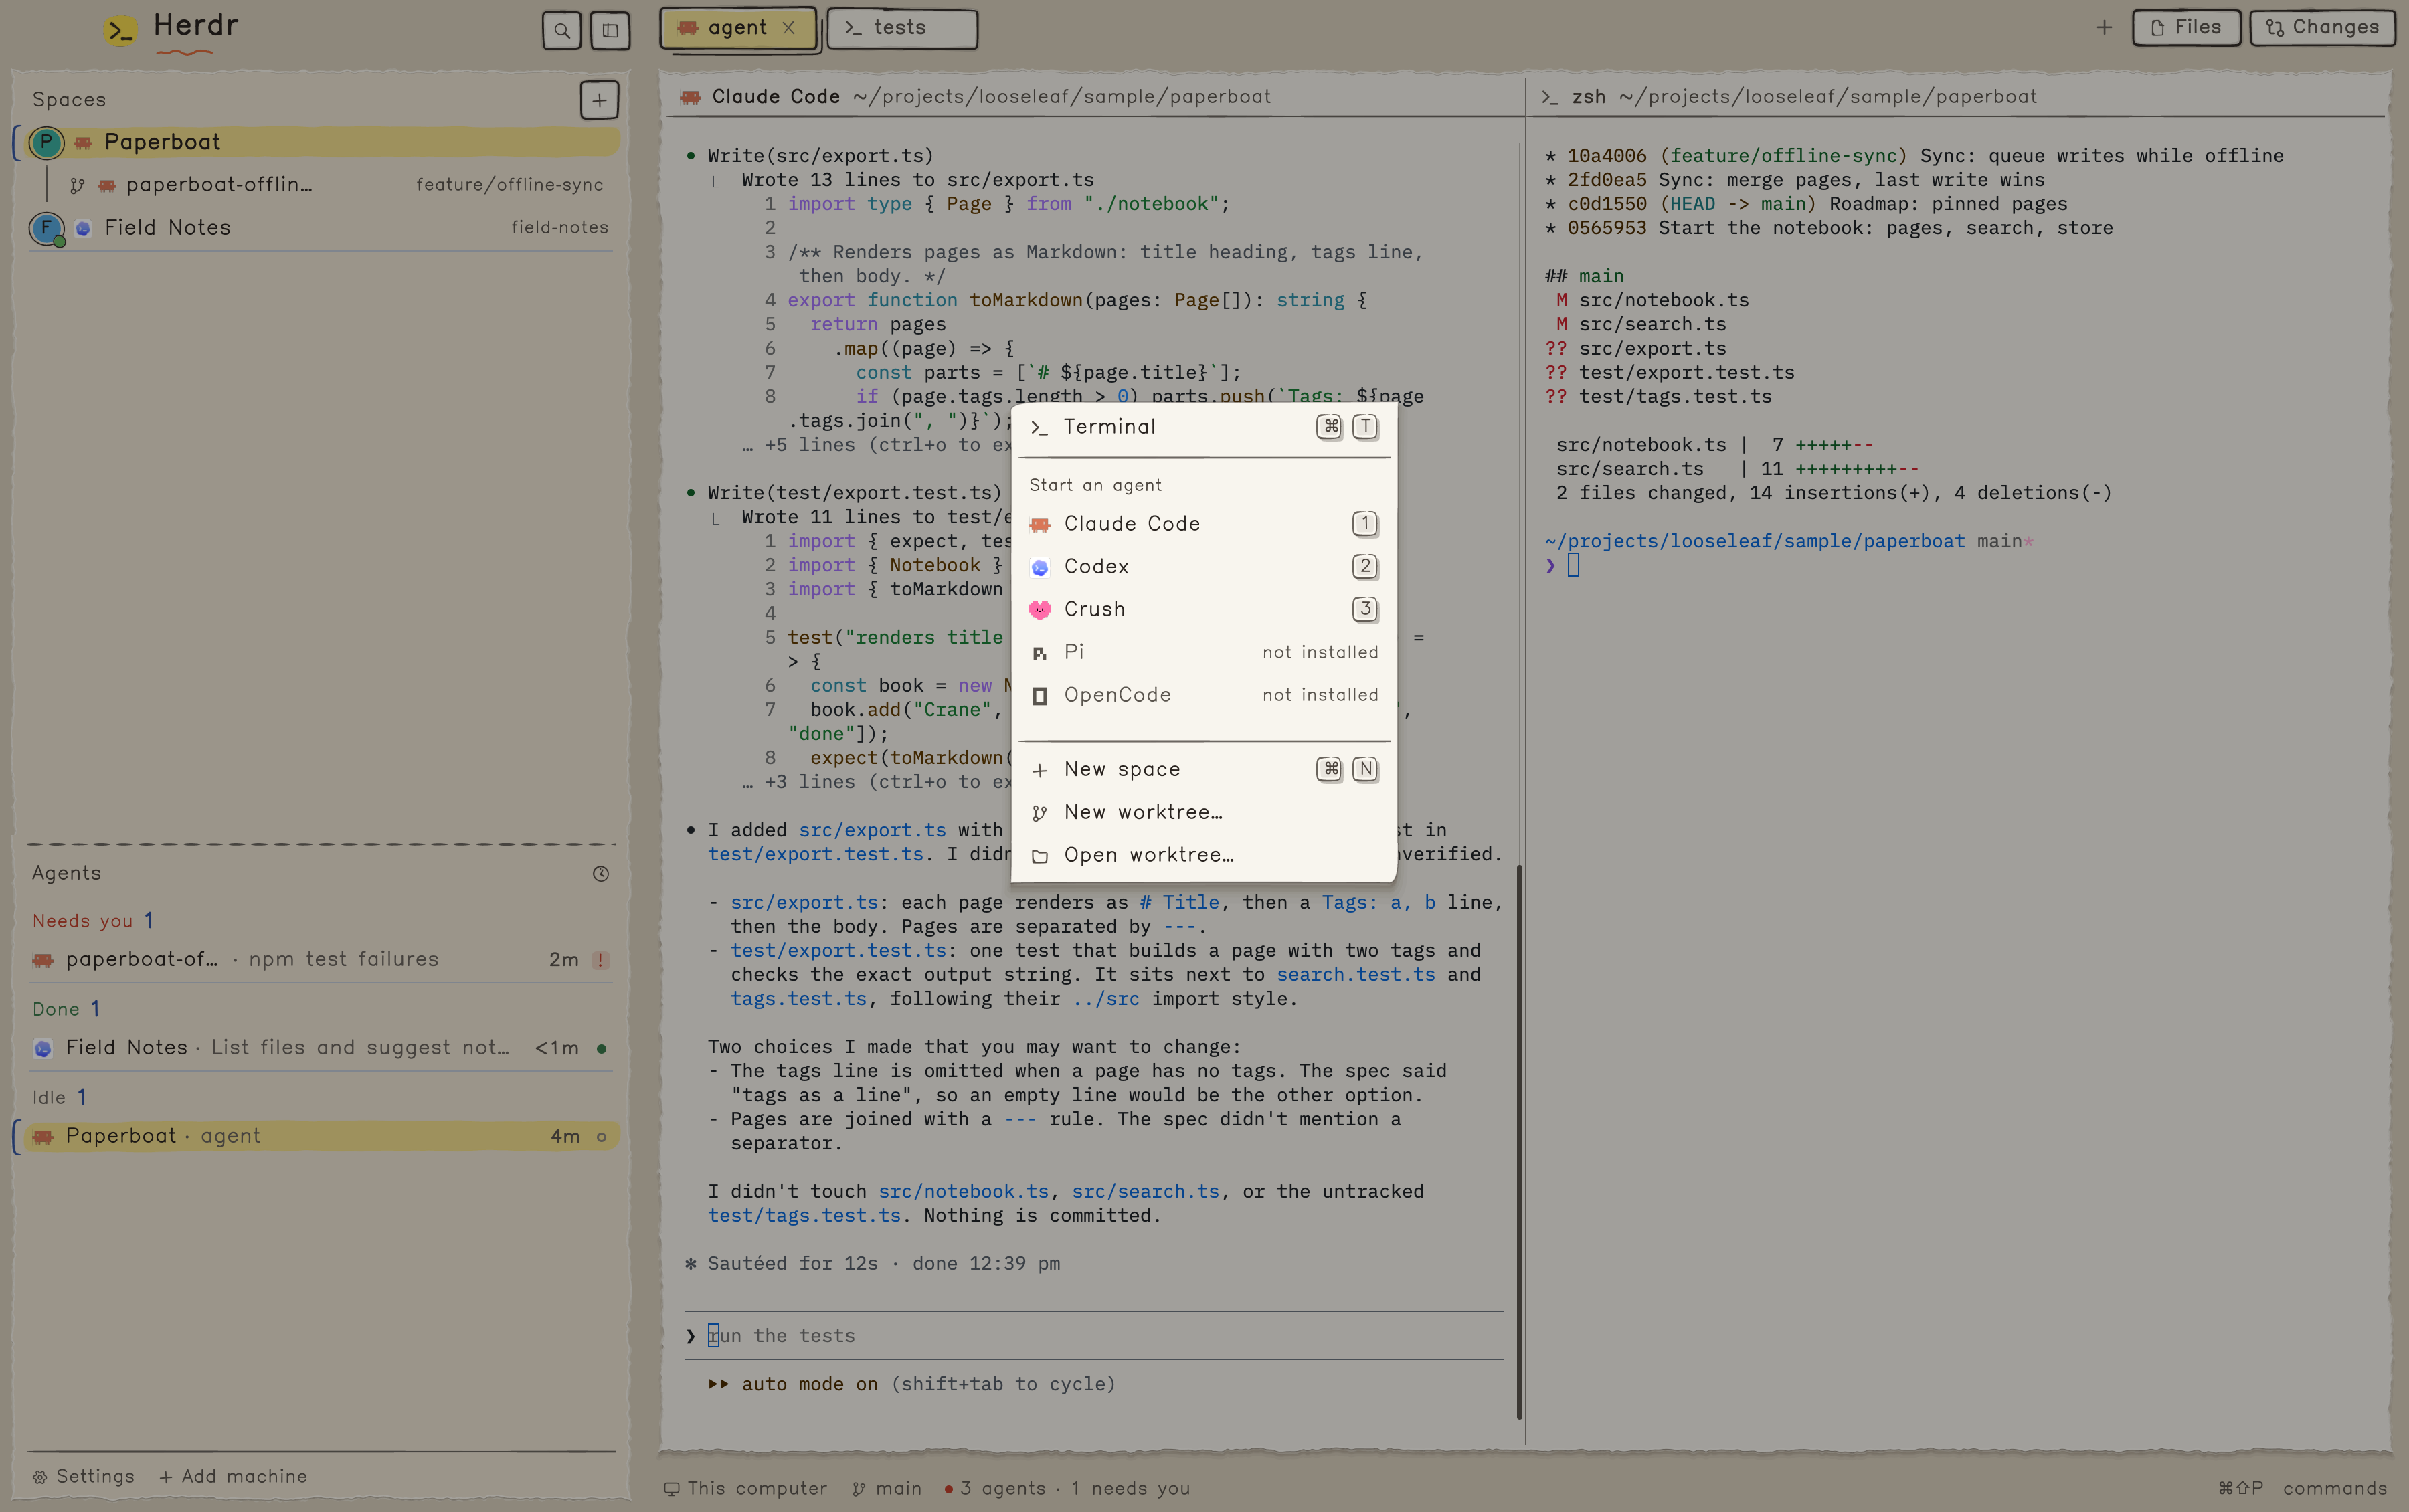 Herdr
agent
tests
Files
Changes
Spaces
P Paperboat
paperboat-offlin… feature/offline-sync
F Field Notes field-notes
Agents
Needs you 1
paperboat-of… · npm test failures 2m !
Done 1
Field Notes · List files and suggest not… <1m
Idle 1
Paperboat · agent 4m
Settings + Add machine
Claude Code ~/projects/looseleaf/sample/paperboat
• Write(src/export.ts)
Wrote 13 lines to src/export.ts
1 import type { Page } from "./notebook";
2
3 /** Renders pages as Markdown: title heading, tags line,
then body. */
4 export function toMarkdown(pages: Page[]): string {
5 return pages
6 .map((page) => {
7 const parts = [`# ${page.title}`];
8 if (page.tags.length > 0) parts.push(`Tags: ${page
.tags.join(", ")}`);
… +5 lines (ctrl+o to ex
• Write(test/export.test.ts)
Wrote 11 lines to test/e
1 import { expect, tes
2 import { Notebook }
3 import { toMarkdown
4
5 test("renders title =
> {
6 const book = new N
7 book.add("Crane", ,
"done"]);
8 expect(toMarkdown(
… +3 lines (ctrl+o to ex
• I added src/export.ts with st in
test/export.test.ts. I didn verified.
- src/export.ts: each page renders as # Title, then a Tags: a, b line,
then the body. Pages are separated by ---.
- test/export.test.ts: one test that builds a page with two tags and
checks the exact output string. It sits next to search.test.ts and
tags.test.ts, following their ../src import style.
Two choices I made that you may want to change:
- The tags line is omitted when a page has no tags. The spec said
"tags as a line", so an empty line would be the other option.
- Pages are joined with a --- rule. The spec didn't mention a
separator.
I didn't touch src/notebook.ts, src/search.ts, or the untracked
test/tags.test.ts. Nothing is committed.
✻ Sautéed for 12s · done 12:39 pm
❯ run the tests
⏵⏵ auto mode on (shift+tab to cycle)
Terminal ⌘ T
Start an agent
Claude Code 1
Codex 2
Crush 3
Pi not installed
OpenCode not installed
+ New space ⌘ N
New worktree…
Open worktree…
zsh ~/projects/looseleaf/sample/paperboat
* 10a4006 (feature/offline-sync) Sync: queue writes while offline
* 2fd0ea5 Sync: merge pages, last write wins
* c0d1550 (HEAD -> main) Roadmap: pinned pages
* 0565953 Start the notebook: pages, search, store
## main
M src/notebook.ts
M src/search.ts
?? src/export.ts
?? test/export.test.ts
?? test/tags.test.ts
src/notebook.ts | 7 +++++--
src/search.ts | 11 +++++++++--
2 files changed, 14 insertions(+), 4 deletions(-)
~/projects/looseleaf/sample/paperboat main*
❯
This computer main 3 agents · 1 needs you
⌘⇧P commands